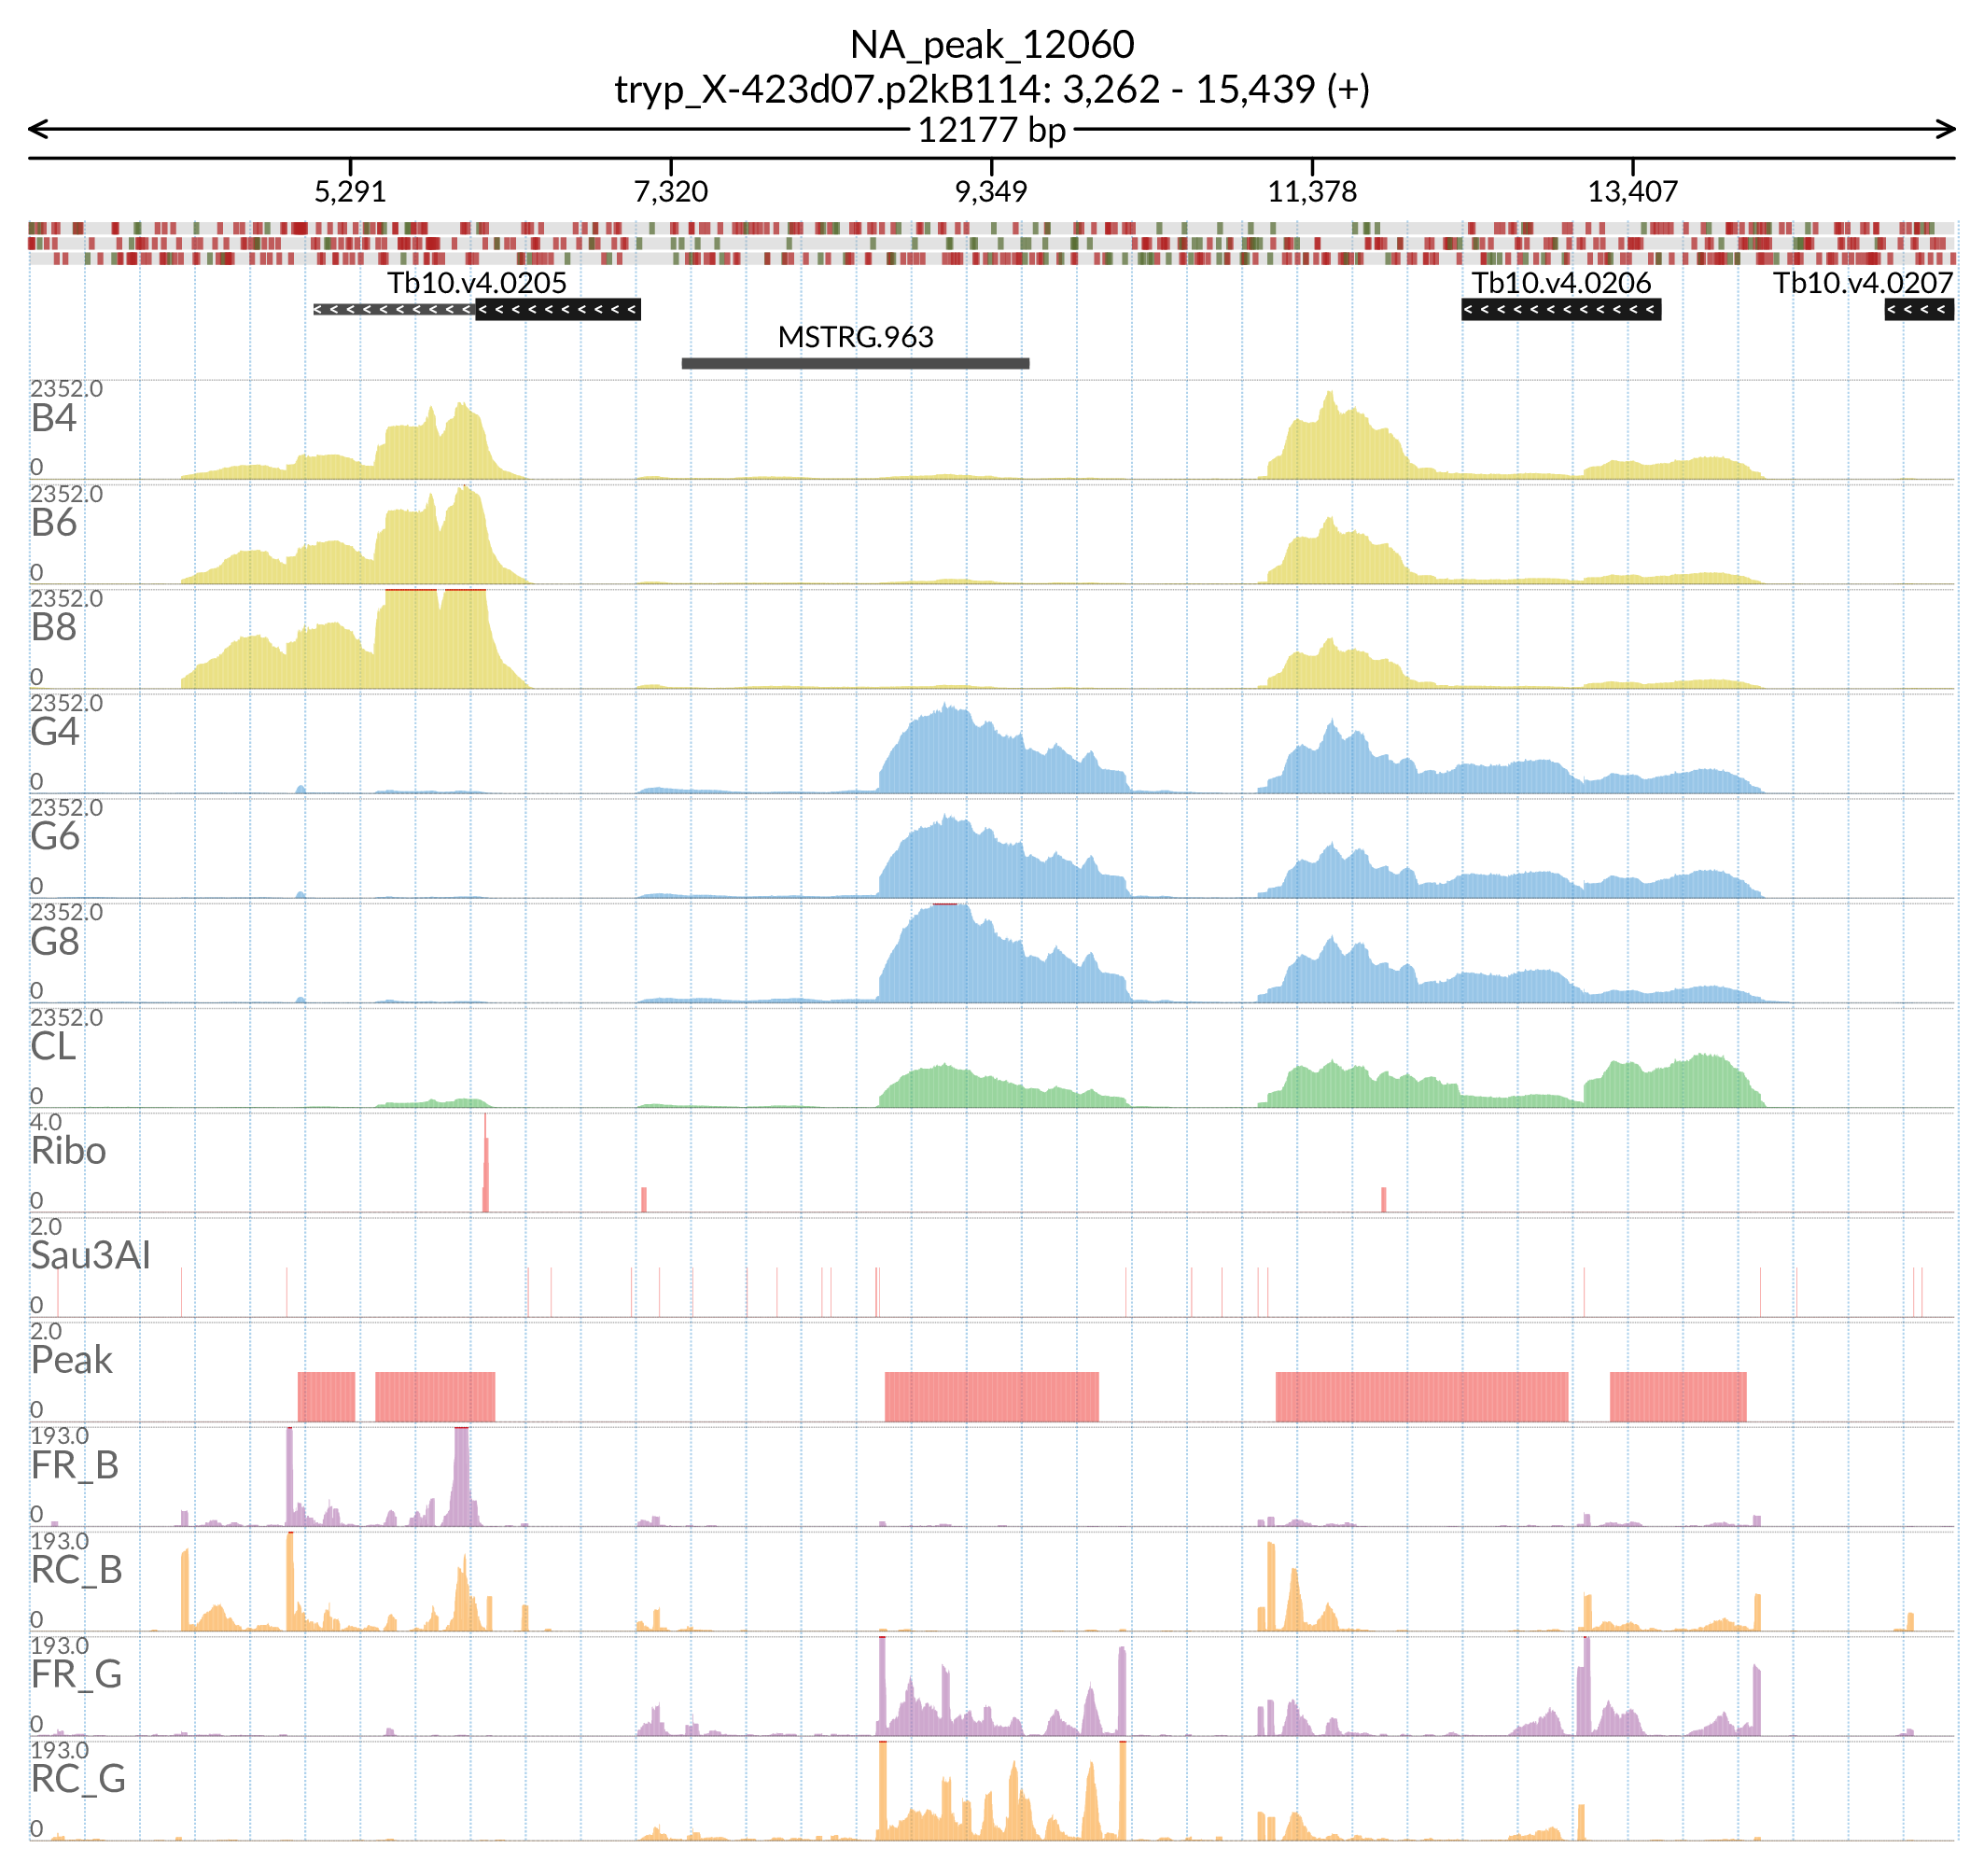 NA_peak_12060
tryp_X-423d07.p2kB114: 3,262 - 15,439 (+)
12177 bp
5,291 7,320 9,349 11,378 13,407
Tb10.v4.0205 Tb10.v4.0206 Tb10.v4.0207
MSTRG.963
2352.0
B4
0
2352.0
B6
0
2352.0
B8
0
2352.0
G4
0
2352.0
G6
0
2352.0
G8
0
2352.0
CL
0
4.0
Ribo
0
2.0
Sau3AI
0
2.0
Peak
0
193.0
FR_B
0
193.0
RC_B
0
193.0
FR_G
0
193.0
RC_G
0